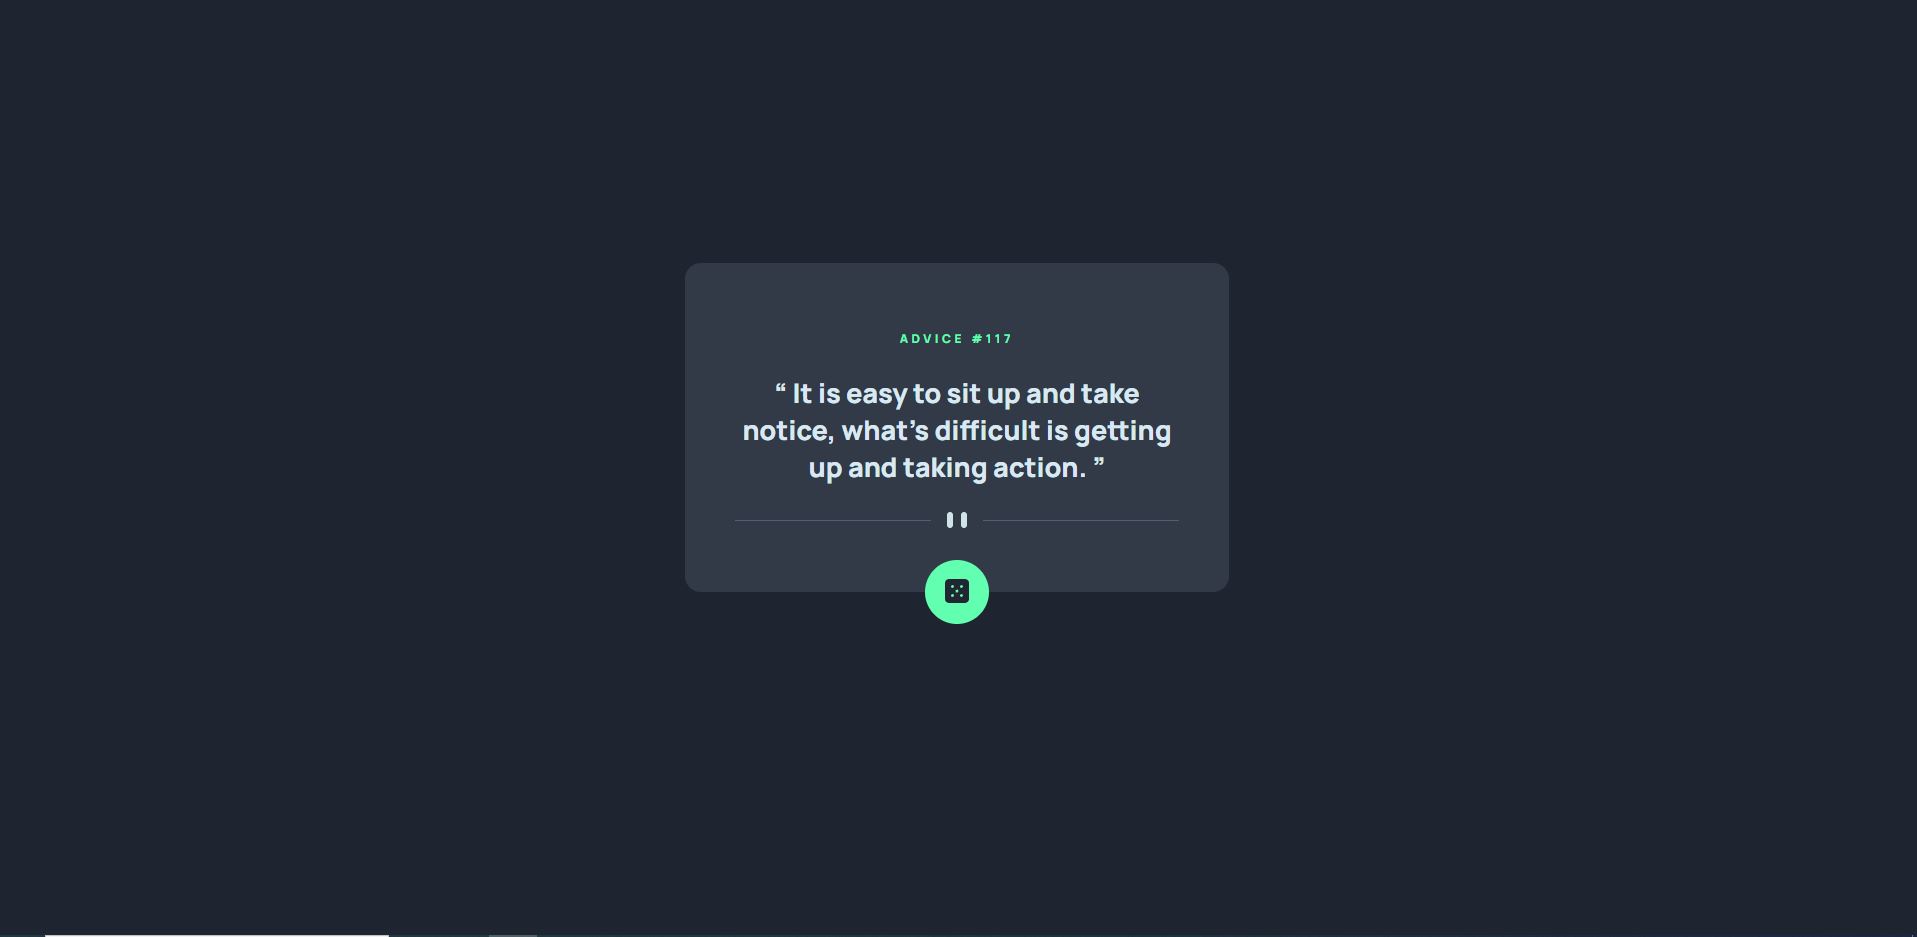 ADVICE #117
“ It is easy to sit up and take
notice, what’s difficult is getting
up and taking action. ”